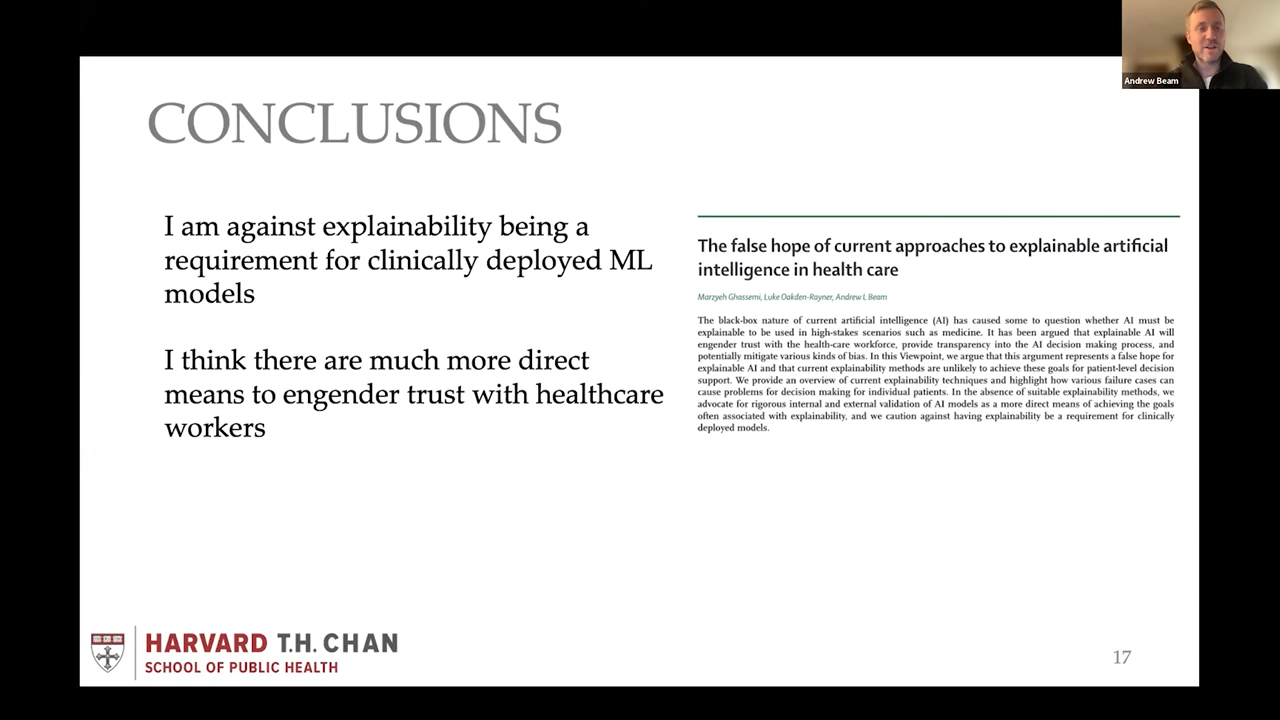 Andrew Beam
CONCLUSIONS
I am against explainability being a
requirement for clinically deployed ML
models
I think there are much more direct
means to engender trust with healthcare
workers
The false hope of current approaches to explainable artificial
intelligence in health care
Marzyeh Ghassemi, Luke Oakden-Rayner, Andrew L Beam
The black-box nature of current artificial intelligence (AI) has caused some to question whether AI must be
explainable to be used in high-stakes scenarios such as medicine. It has been argued that explainable AI will
engender trust with the health-care workforce, provide transparency into the AI decision making process, and
potentially mitigate various kinds of bias. In this Viewpoint, we argue that this argument represents a false hope for
explainable AI and that current explainability methods are unlikely to achieve these goals for patient-level decision
support. We provide an overview of current explainability techniques and highlight how various failure cases can
cause problems for decision making for individual patients. In the absence of suitable explainability methods, we
advocate for rigorous internal and external validation of AI models as a more direct means of achieving the goals
often associated with explainability, and we caution against having explainability be a requirement for clinically
deployed models.
HARVARD T.H. CHAN
SCHOOL OF PUBLIC HEALTH
17